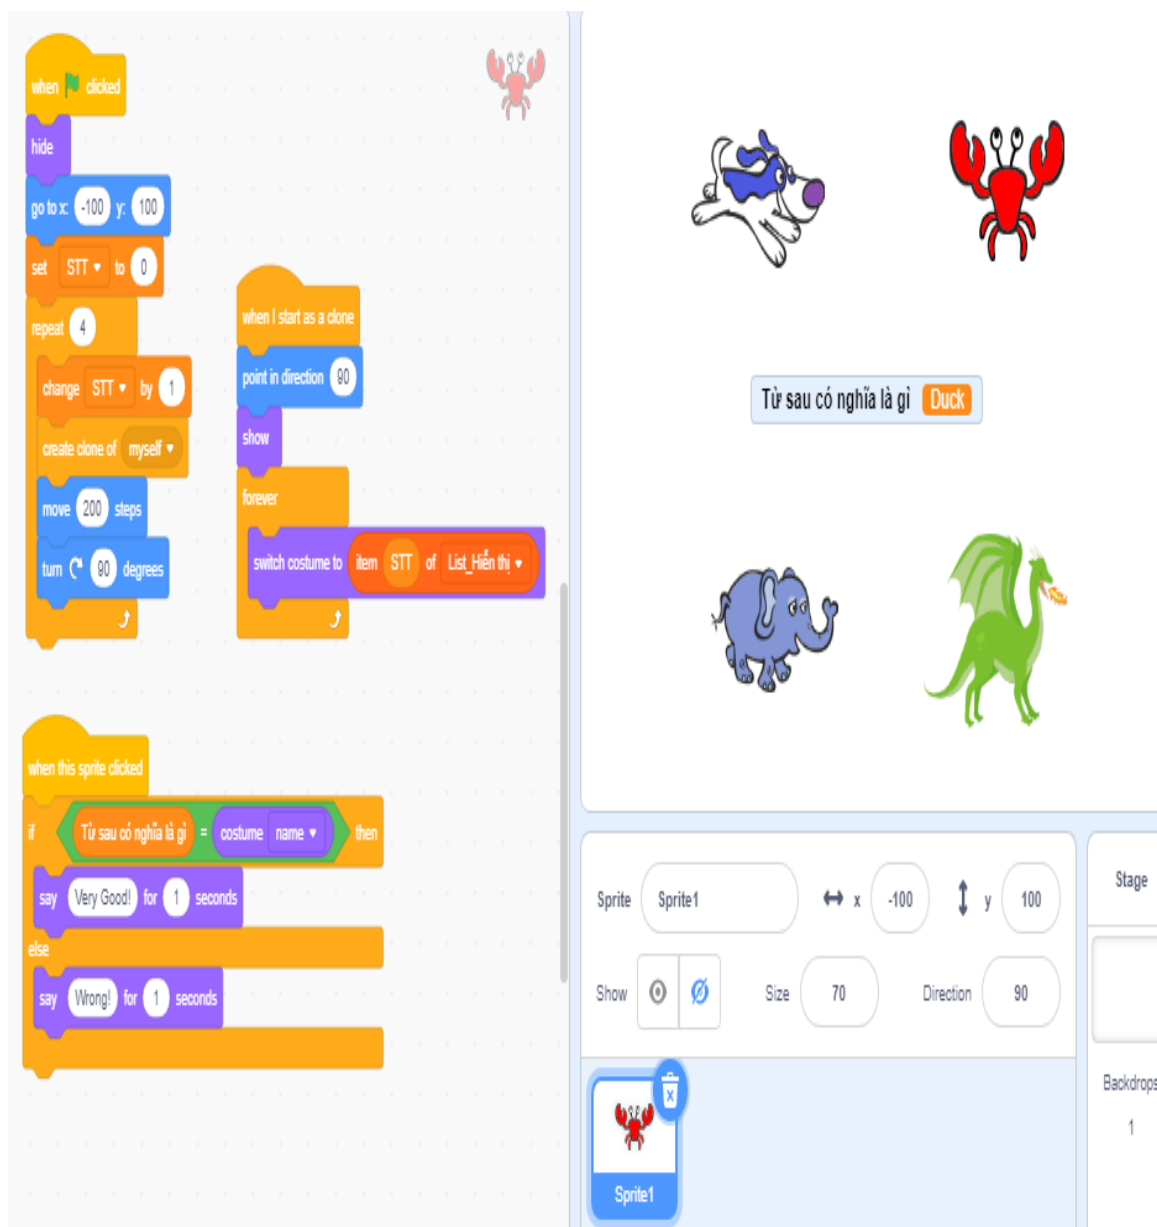 when clicked
hide
go to x: -100 y: 100
set STT to 0
repeat 4
change STT by 1
create clone of myself
move 200 steps
turn 90 degrees
when I start as a clone
point in direction 90
show
forever
switch costume to item STT of List_Hiển thị
when this sprite clicked
if Từ sau có nghĩa là gì = costume name then
say Very Good! for 1 seconds
else
say Wrong! for 1 seconds
Từ sau có nghĩa là gì Duck
Sprite Sprite1 x -100 y 100
Show Size 70 Direction 90
Sprite1
Stage
Backdrops
1